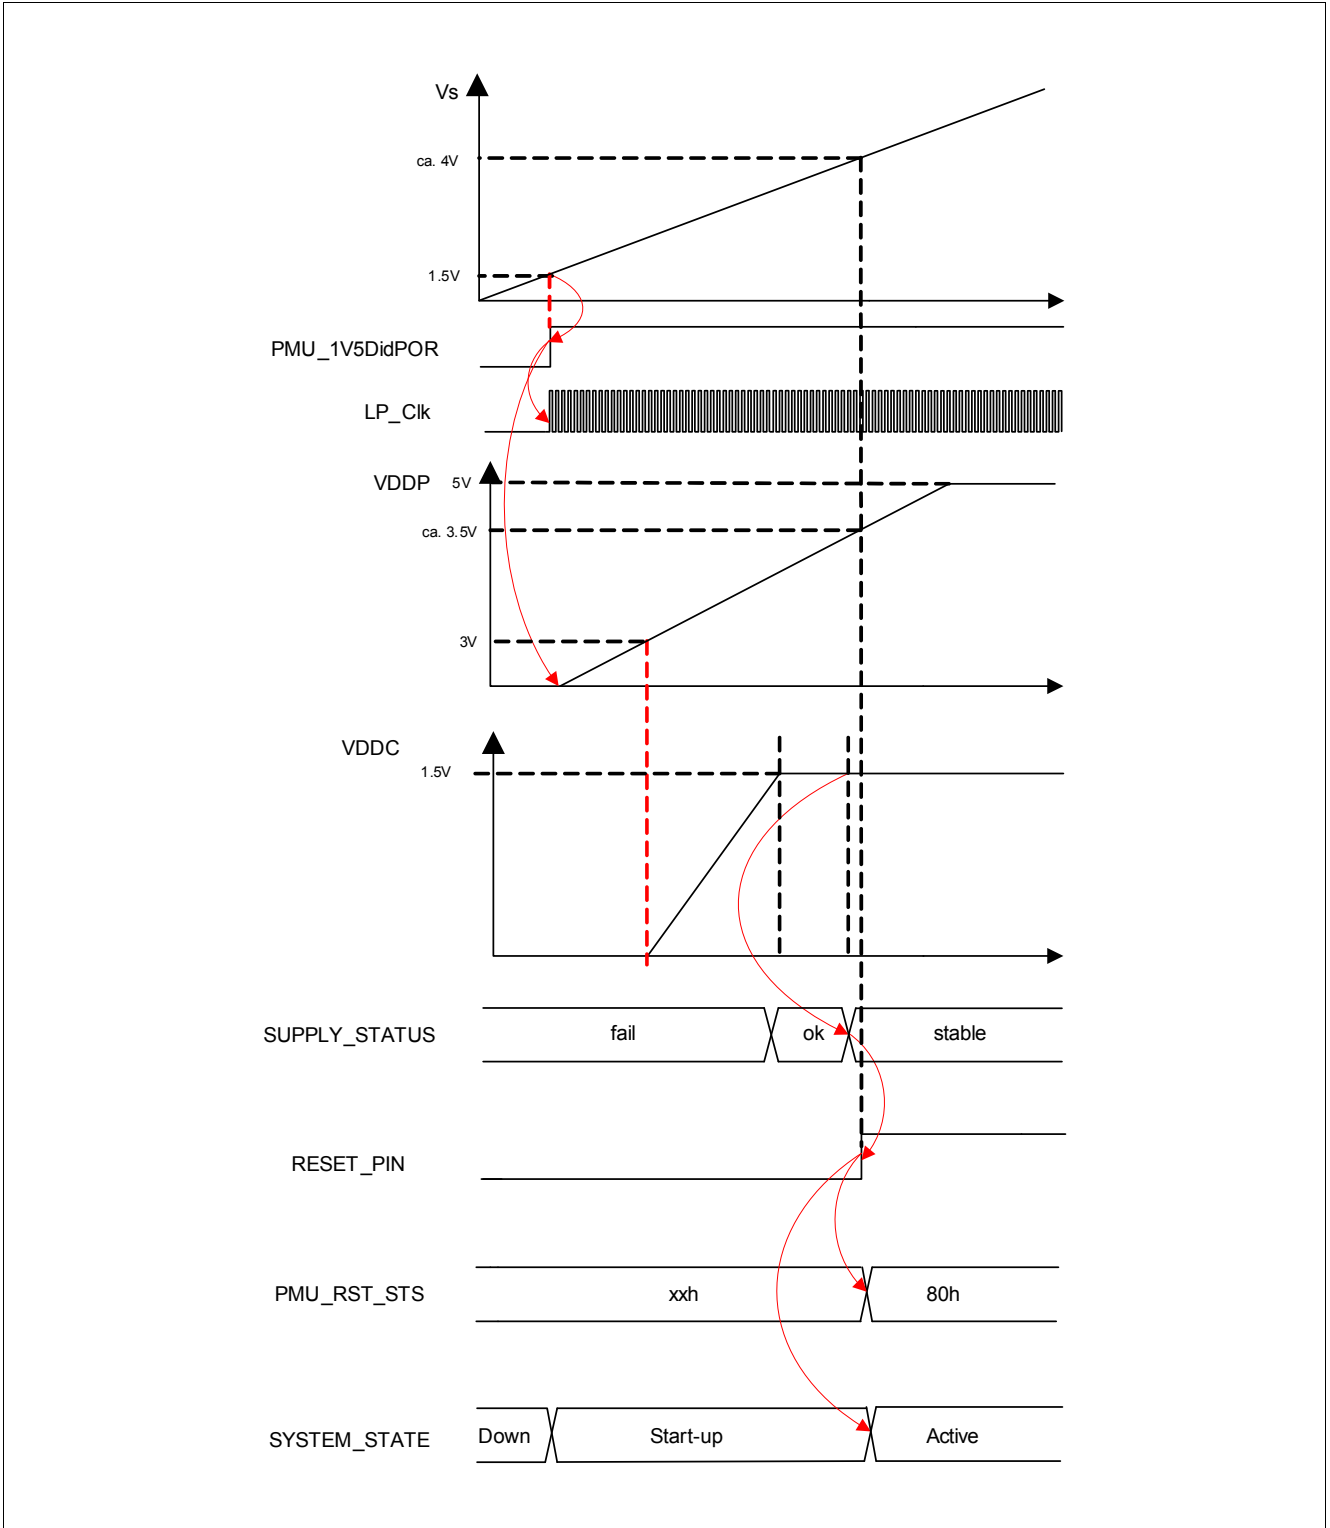 Vs
ca. 4V
1.5V
PMU_1V5DidPOR
LP_Clk
VDDP 5V
ca. 3.5V
3V
VDDC
1.5V
SUPPLY_STATUS fail ok stable
RESET_PIN
PMU_RST_STS xxh 80h
SYSTEM_STATE Down Start-up Active